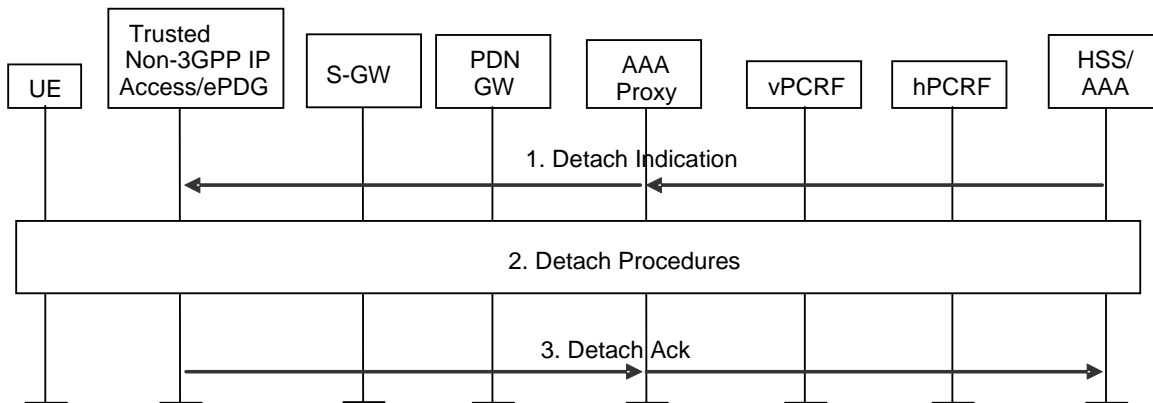 UE
Trusted
Non-3GPP IP
Access/ePDG
S-GW
PDN
GW
AAA
Proxy
vPCRF
hPCRF
HSS/
AAA
1. Detach Indication
2. Detach Procedures
3. Detach Ack